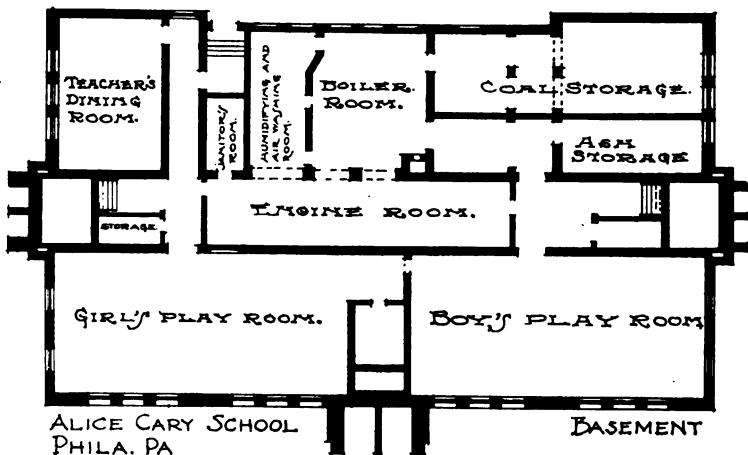 TEACHER'S
DINING
ROOM.
JANITOR'S
ROOM.
HUMIDIFYING AND
AIR WASHING
ROOM.
BOILER
ROOM.
COAL STORAGE.
ASH
STORAGE
STORAGE
ENGINE ROOM.
GIRL'S PLAY ROOM.
BOY'S PLAY ROOM
ALICE CARY SCHOOL
PHILA. PA
BASEMENT